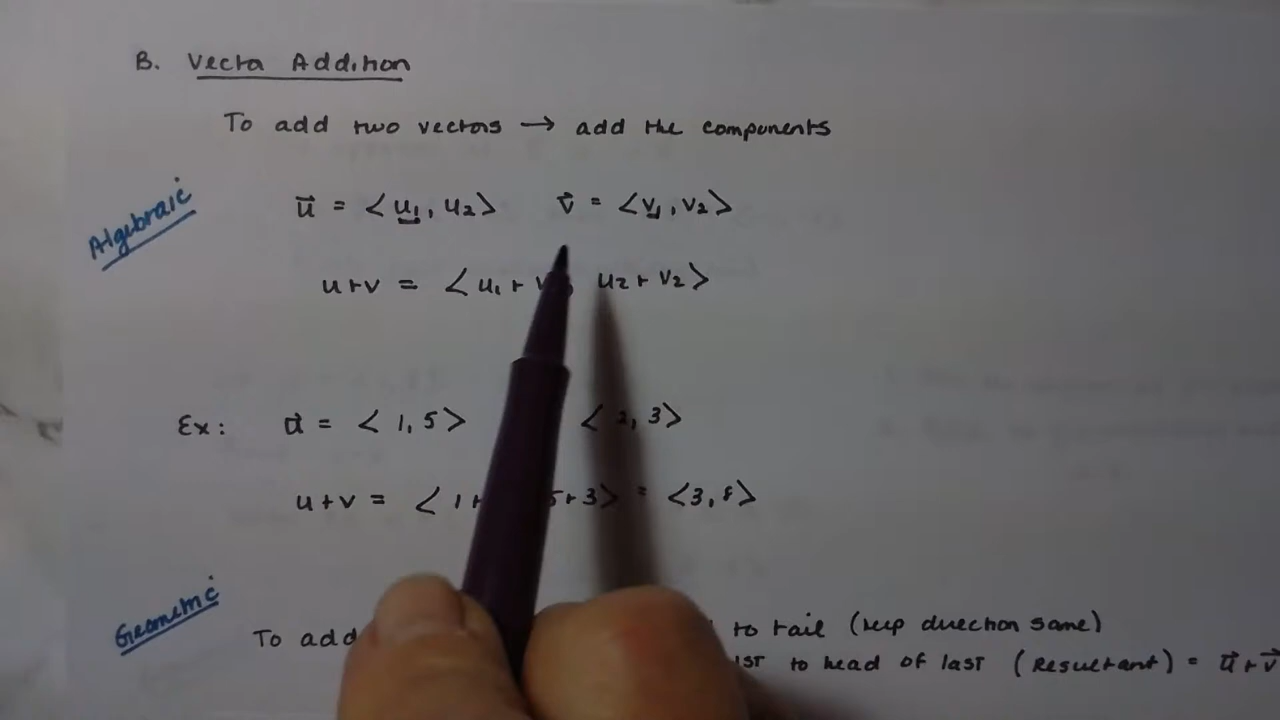 B. Vector Addition
To add two vectors → add the components
Algebraic
u⃗ = <u₁, u₂> v⃗ = <v₁, v₂>
u+v = <u₁ + v u₂ + v₂>
Ex: u⃗ = < 1, 5 > < 2, 3>
u+v = < 1+ 5+3> = <3, 8>
Geometric
To add to tail (keep direction same)
to head of last (Resultant) = u⃗ + v⃗